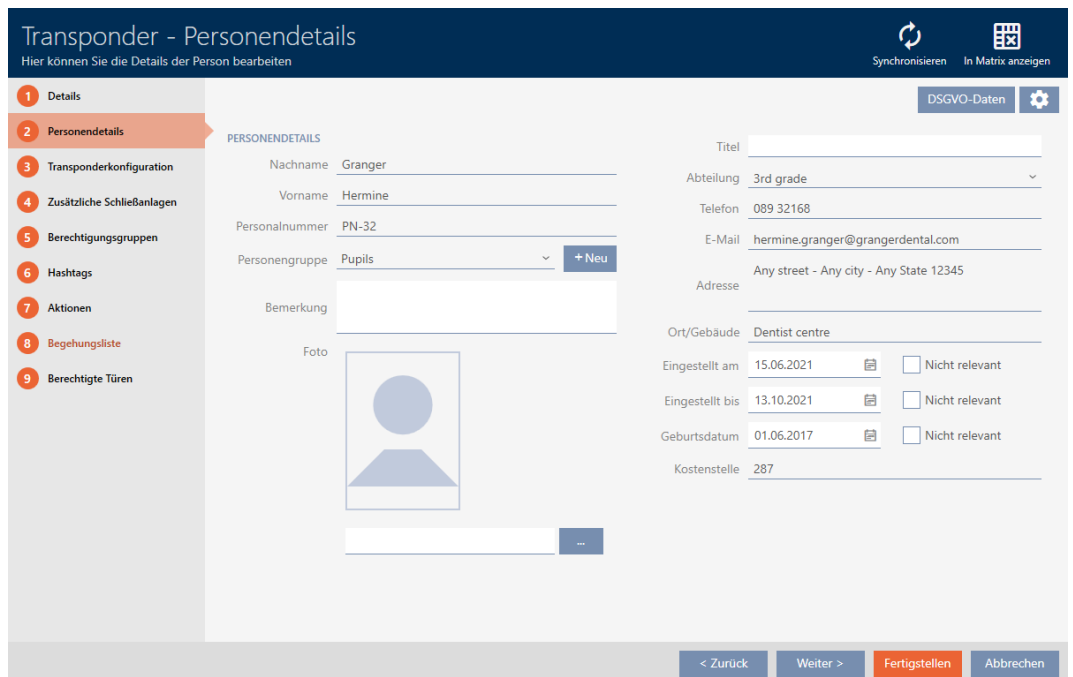 Transponder - Personendetails
Hier können Sie die Details der Person bearbeiten
Synchronisieren
In Matrix anzeigen
1 Details
2 Personendetails
3 Transponderkonfiguration
4 Zusätzliche Schließanlagen
5 Berechtigungsgruppen
6 Hashtags
7 Aktionen
8 Begehungsliste
9 Berechtigte Türen
DSGVO-Daten
PERSONENDETAILS
Nachname Granger
Vorname Hermine
Personalnummer PN-32
Personengruppe Pupils + Neu
Bemerkung
Foto
...
Titel
Abteilung 3rd grade
Telefon 089 32168
E-Mail hermine.granger@grangerdental.com
Adresse Any street - Any city - Any State 12345
Ort/Gebäude Dentist centre
Eingestellt am 15.06.2021 Nicht relevant
Eingestellt bis 13.10.2021 Nicht relevant
Geburtsdatum 01.06.2017 Nicht relevant
Kostenstelle 287
< Zurück
Weiter >
Fertigstellen
Abbrechen